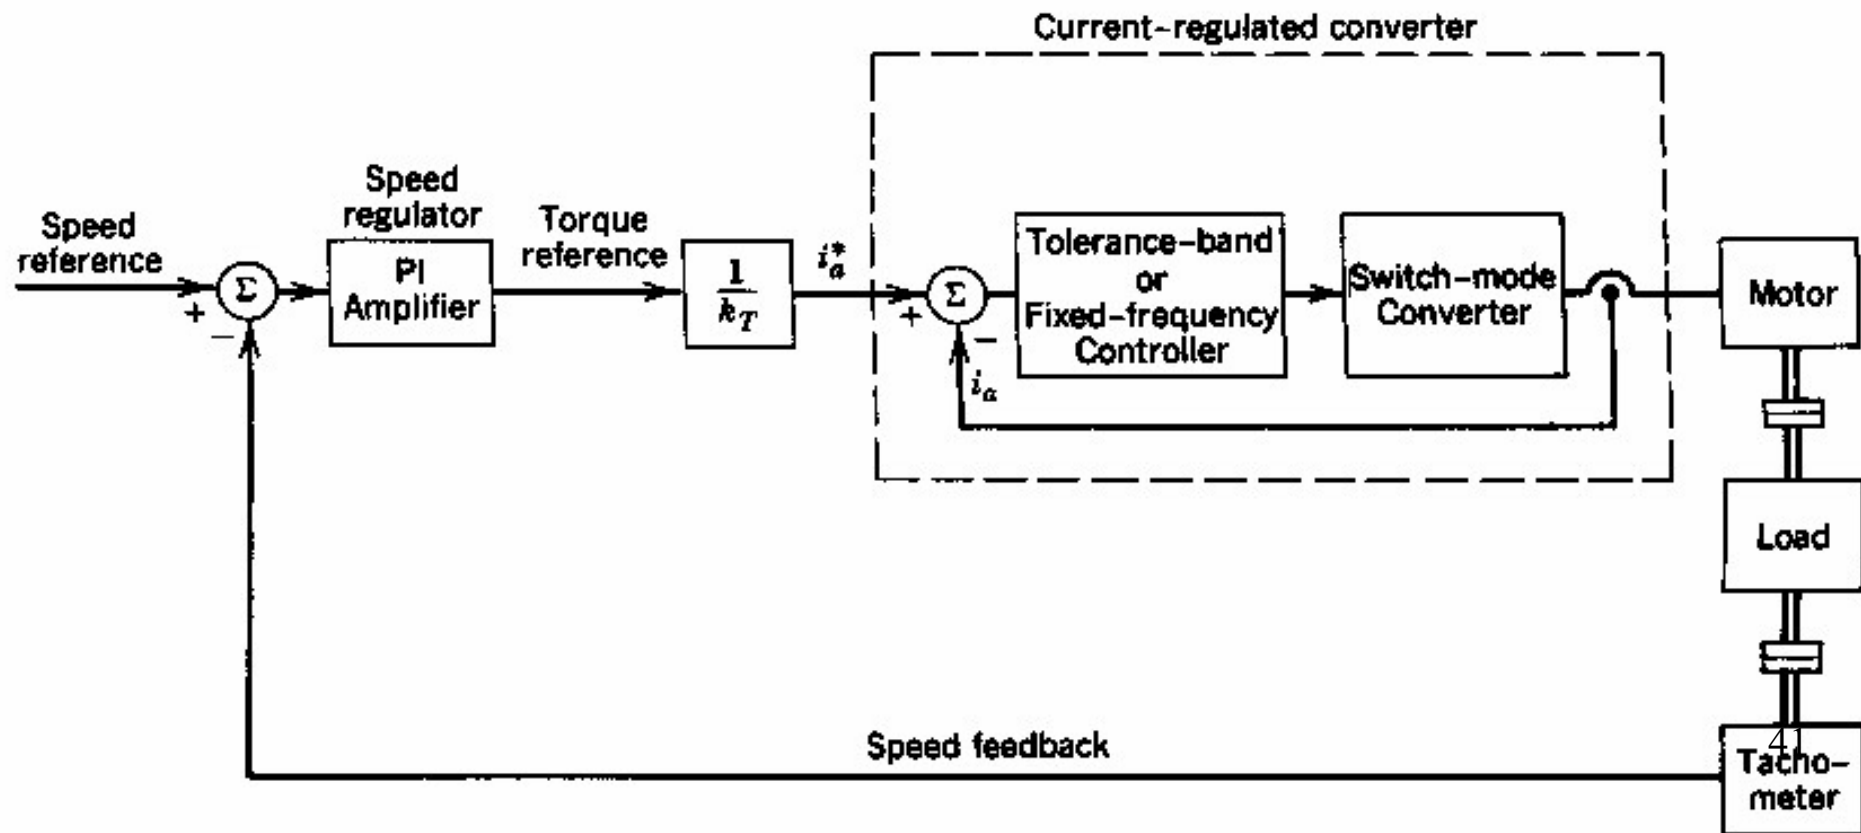 Current-regulated converter
Speed
reference
+
−
Σ
Speed
regulator
PI
Amplifier
Torque
reference
1
k_T
i_a^*
+
−
Σ
i_a
Tolerance-band
or
Fixed-frequency
Controller
Switch-mode
Converter
Motor
Load
Speed feedback
41
Tacho-
meter